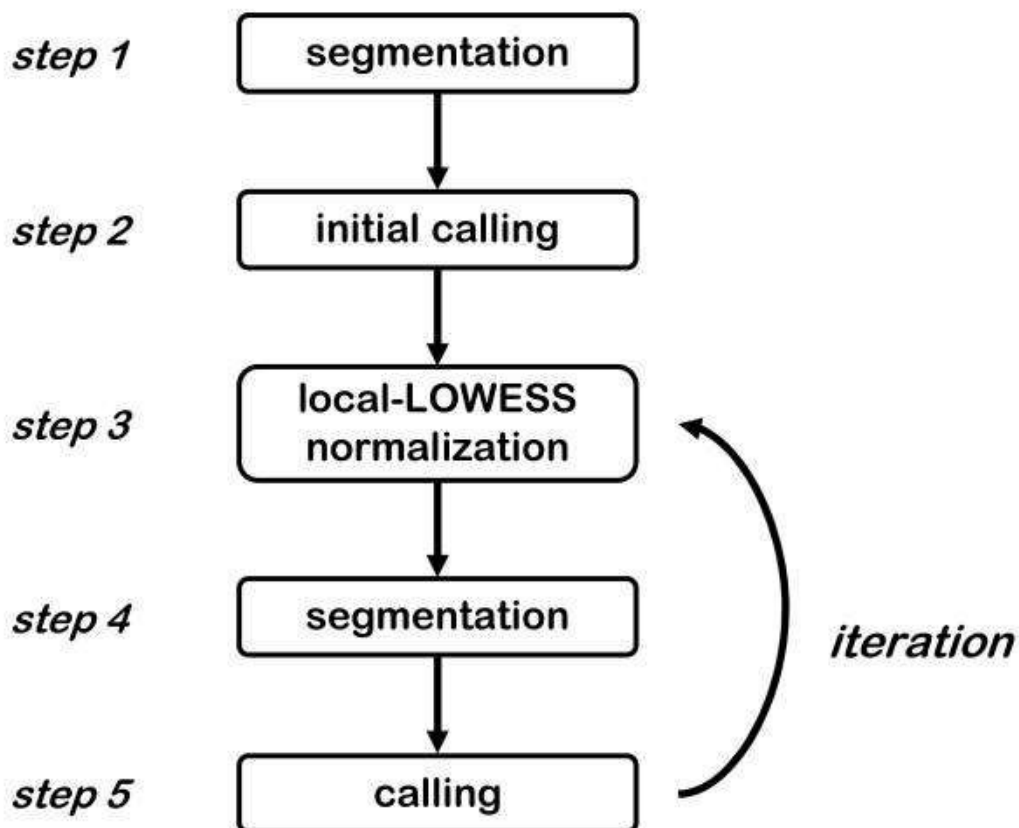 step 1
segmentation
step 2
initial calling
step 3
local-LOWESS
normalization
step 4
segmentation
iteration
step 5
calling